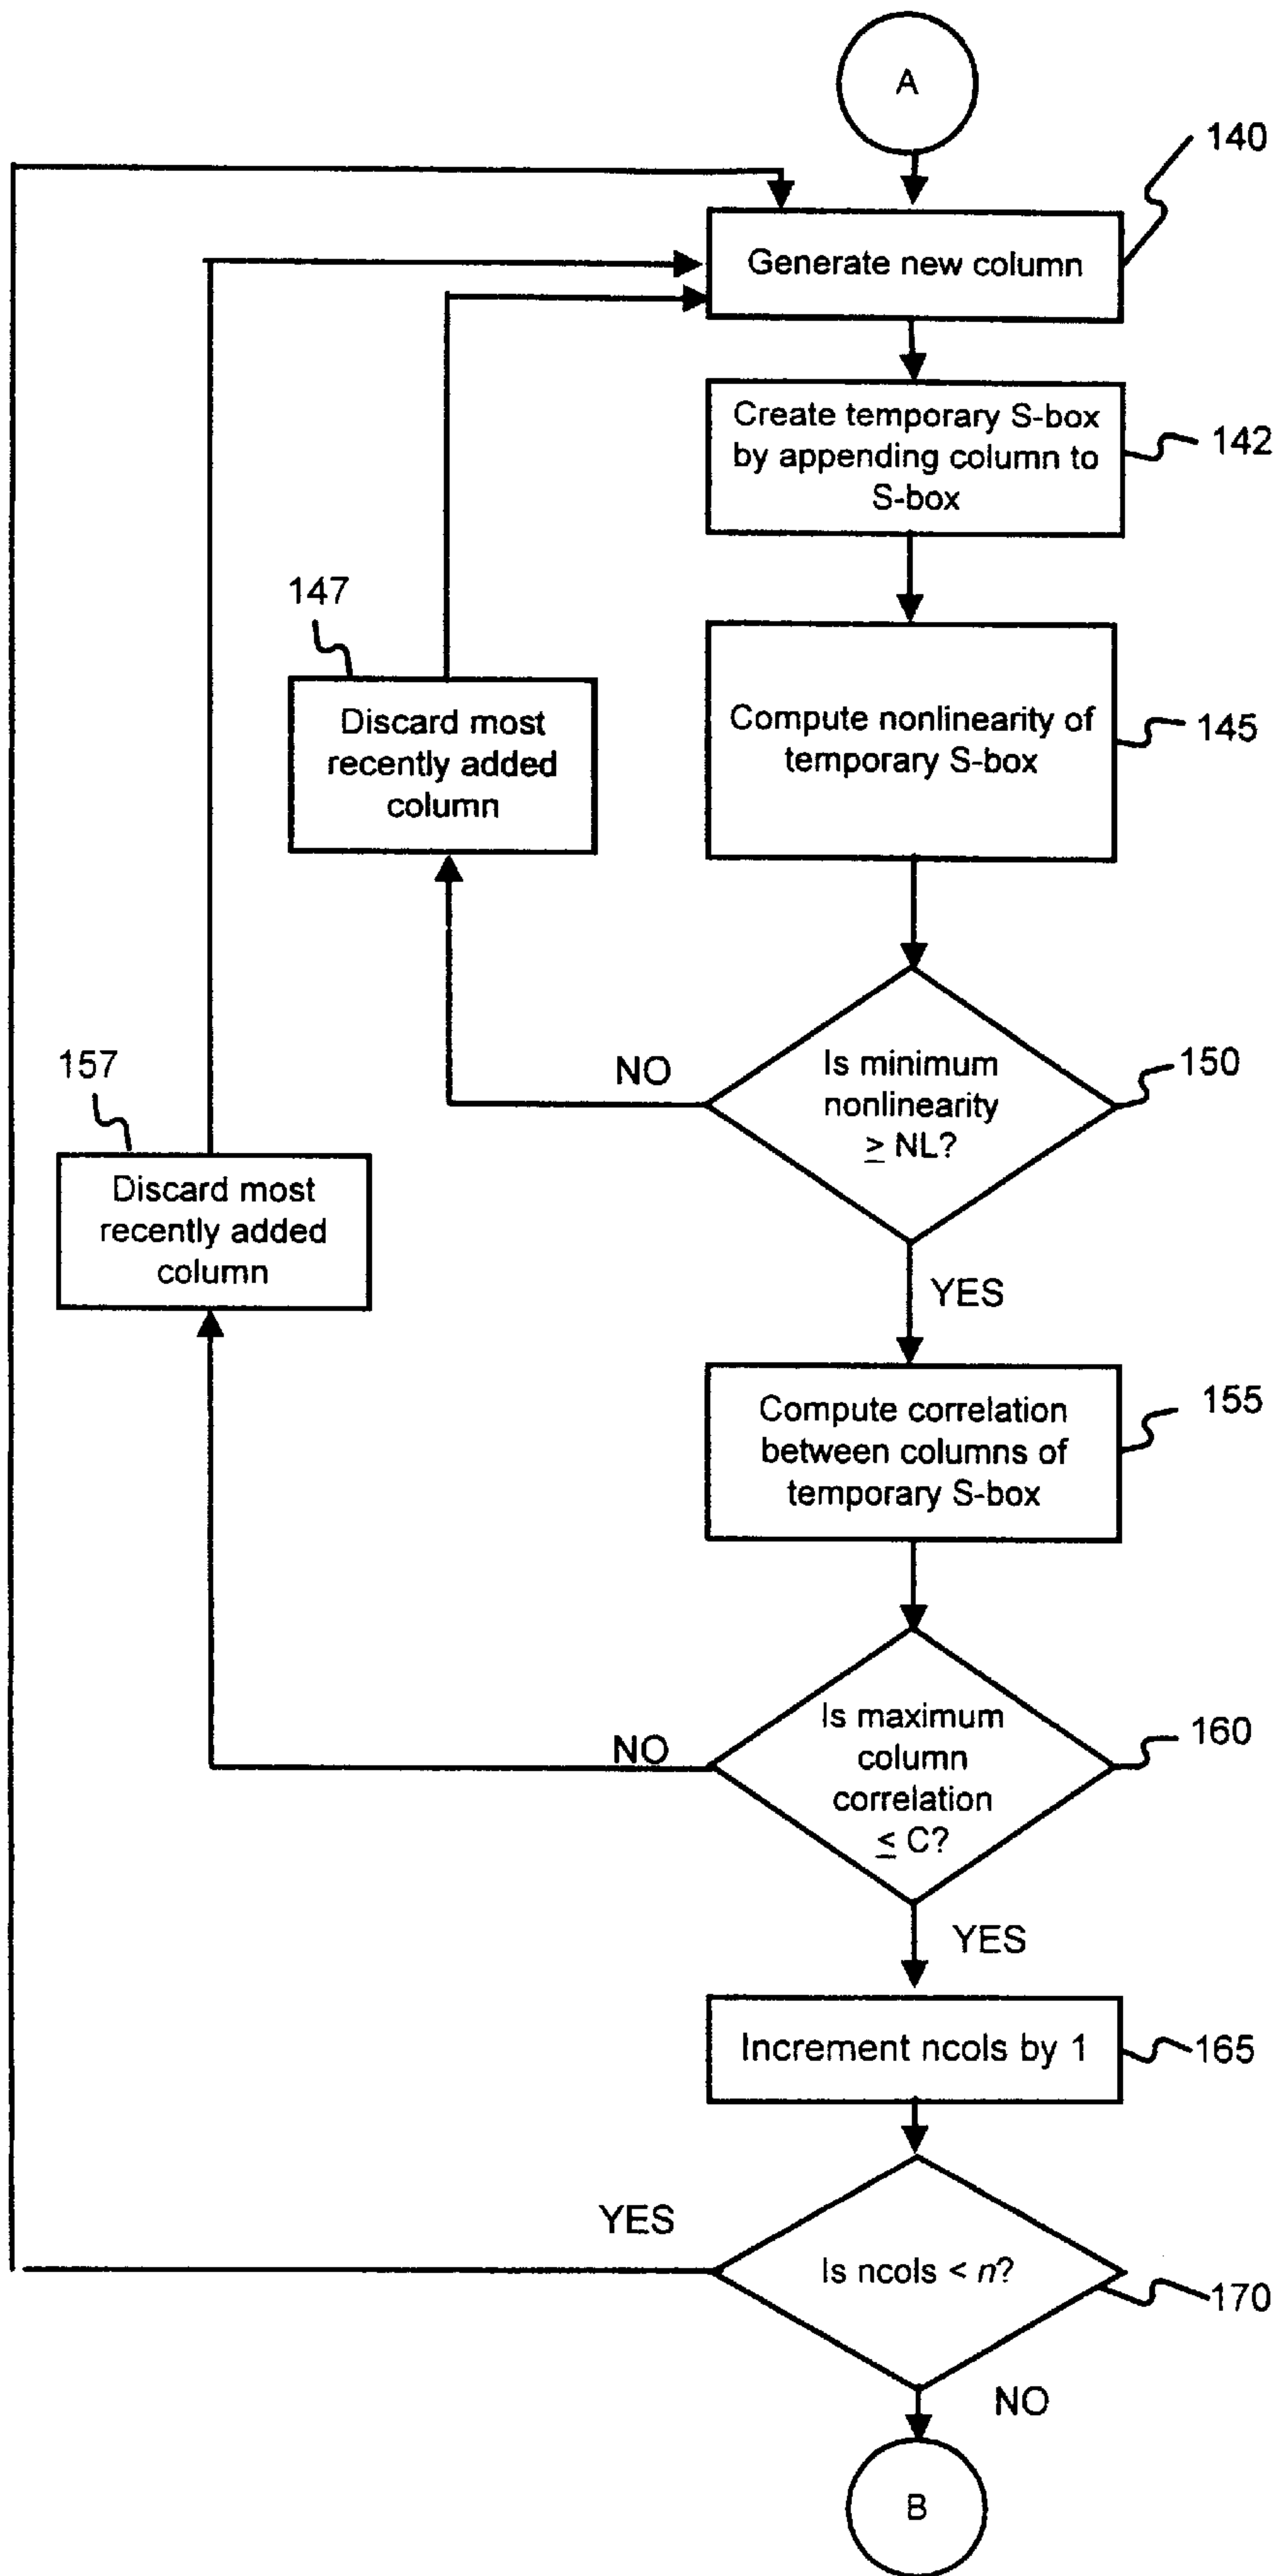 A
140
Generate new column
Create temporary S-box
by appending column to
S-box
142
147
Discard most
recently added
column
Compute nonlinearity of
temporary S-box
145
NO
Is minimum
nonlinearity
≥ NL?
150
157
Discard most
recently added
column
YES
Compute correlation
between columns of
temporary S-box
155
NO
Is maximum
column
correlation
≤ C?
160
YES
Increment ncols by 1
165
YES
Is ncols < n?
170
NO
B